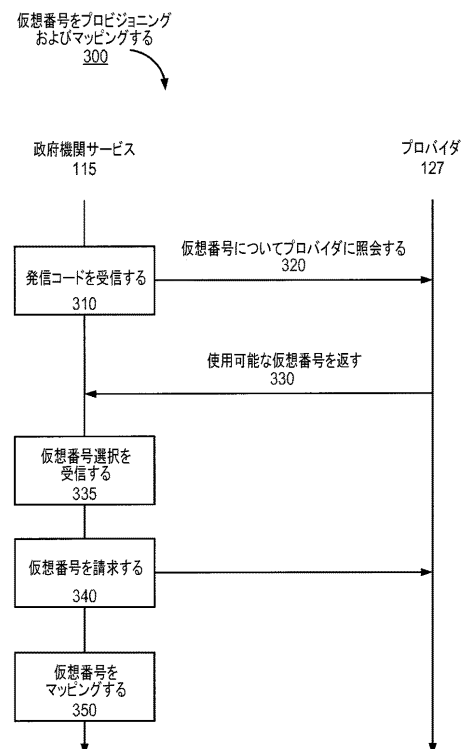 仮想番号をプロビジョニング
およびマッピングする
300
政府機関サービス
115
プロバイダ
127
発信コードを受信する
310
仮想番号についてプロバイダに照会する
320
使用可能な仮想番号を返す
330
仮想番号選択を
受信する
335
仮想番号を請求する
340
仮想番号を
マッピングする
350